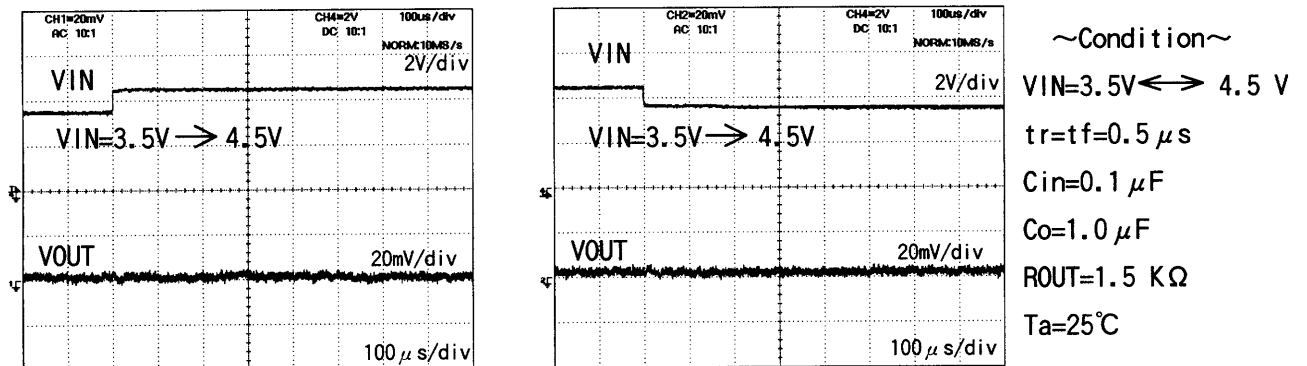 CH1=20mV
AC 10:1
CH4=2V
DC 10:1
100us/div
NORM:10MS/s
2V/div
VIN
VIN=3.5V→4.5V
VOUT
20mV/div
100μs/div
CH2=20mV
AC 10:1
CH4=2V
DC 10:1
100us/div
NORM:10MS/s
VIN
2V/div
VIN=3.5V→4.5V
VOUT
20mV/div
100μs/div
~Condition~
VIN=3.5V↔4.5 V
tr=tf=0.5μs
Cin=0.1μF
Co=1.0μF
ROUT=1.5 KΩ
Ta=25℃